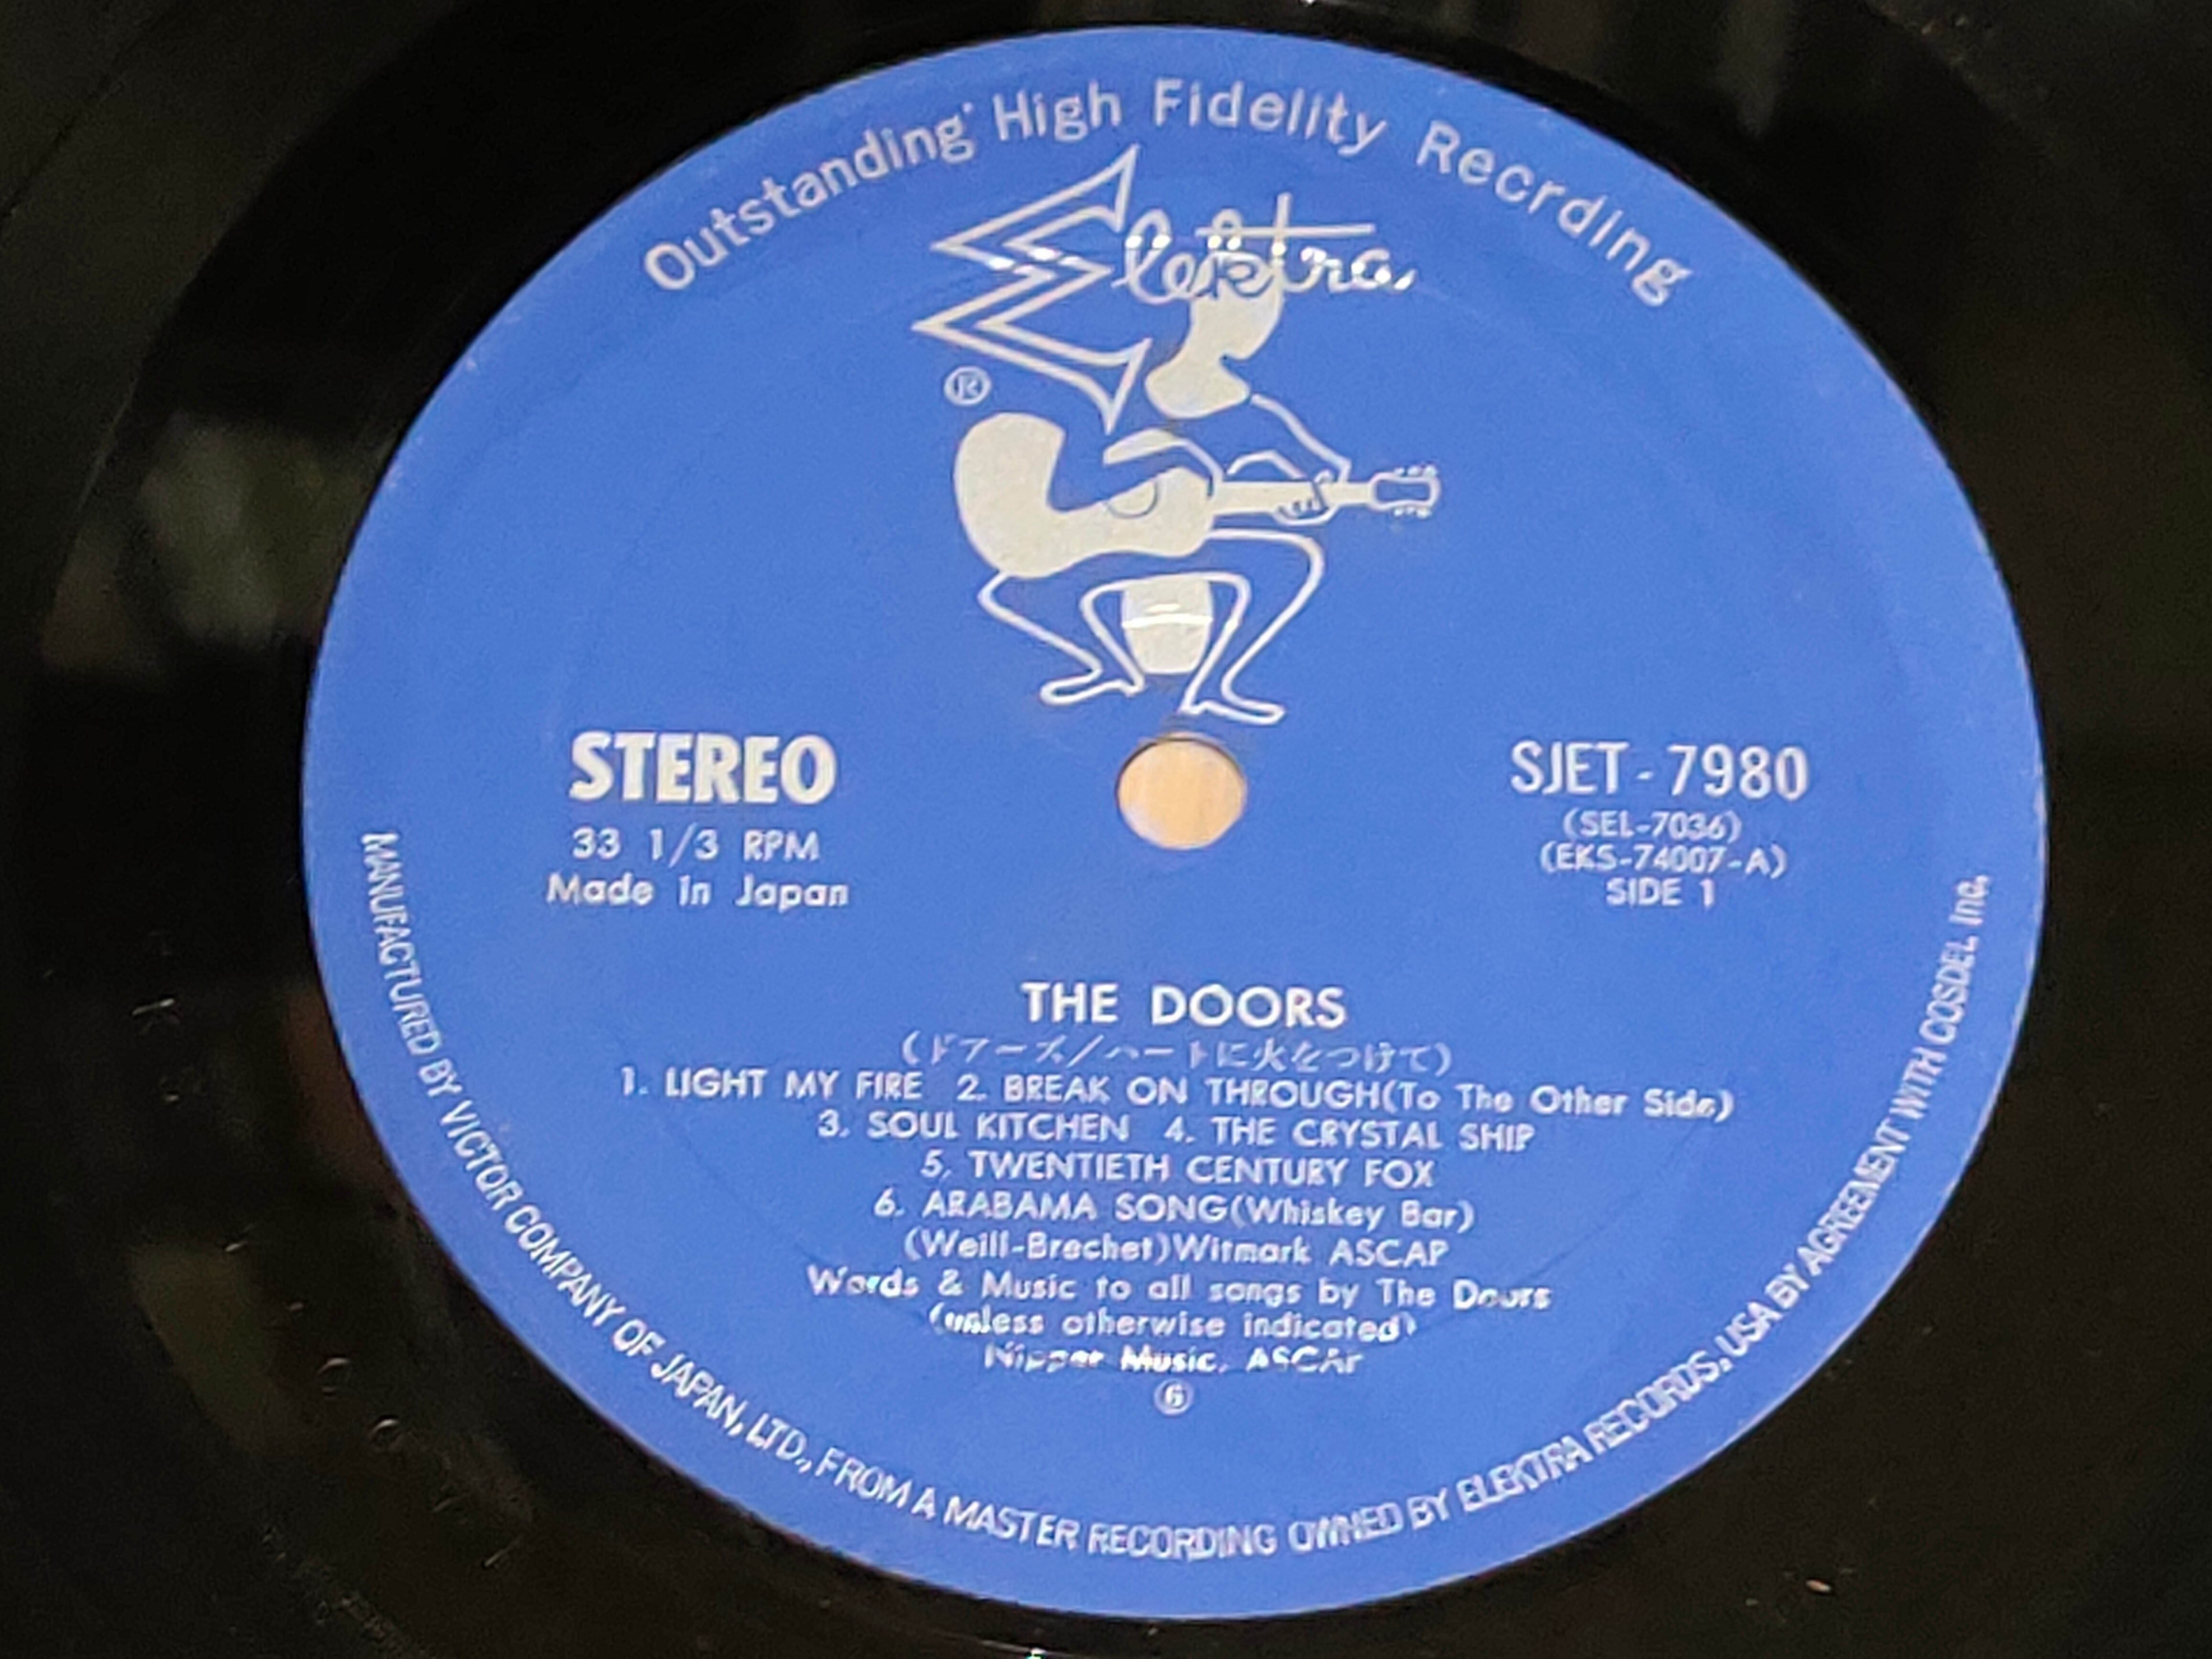 Outstanding High Fidelity Recrding
Elektra
®
STEREO
33 1/3 RPM
Made in Japan
SJET-7980
(SEL-7036)
(EKS-74007-A)
SIDE 1
THE DOORS
(ドアーズ/ハートに火をつけて)
1. LIGHT MY FIRE 2. BREAK ON THROUGH(To The Other Side)
3. SOUL KITCHEN 4. THE CRYSTAL SHIP
5. TWENTIETH CENTURY FOX
6. ARABAMA SONG(Whiskey Bar)
(Weill-Brechet)Witmark ASCAP
Words & Music to all songs by The Doors
(unless otherwise indicated)
Nipper Music, ASCAP
Ⓖ
MANUFACTURED BY VICTOR COMPANY OF JAPAN, LTD., FROM A MASTER RECORDING OWNED BY ELEKTRA RECORDS, USA BY AGREEMENT WITH COSDEL Inc.